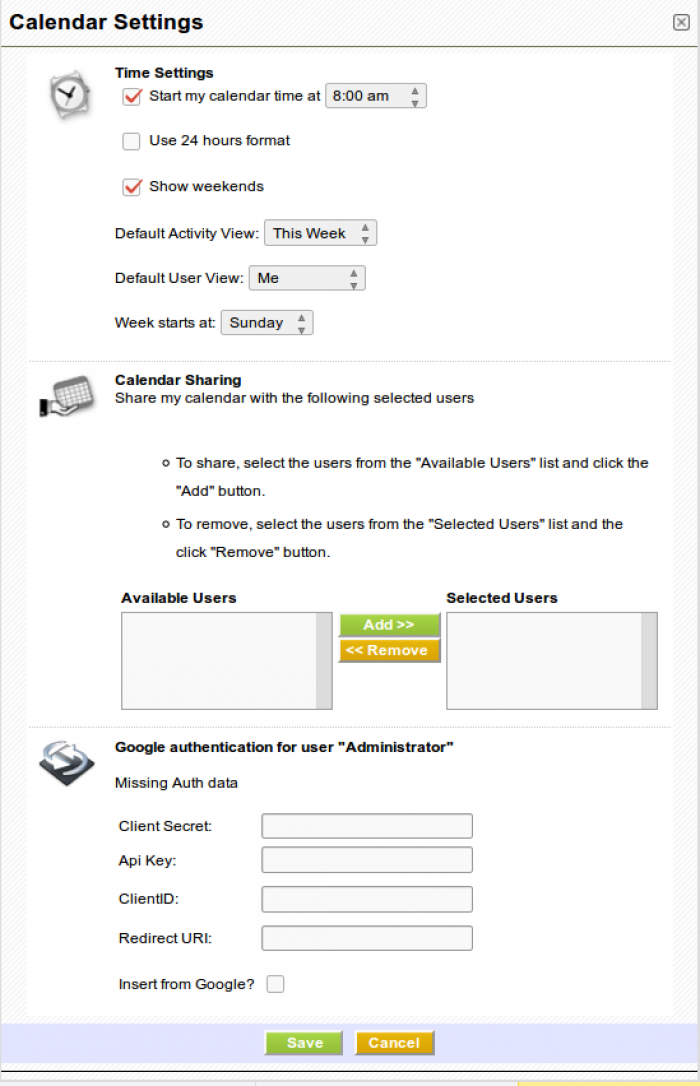 Calendar Settings
Time Settings
Start my calendar time at 8:00 am
Use 24 hours format
Show weekends
Default Activity View: This Week
Default User View: Me
Week starts at: Sunday
Calendar Sharing
Share my calendar with the following selected users
To share, select the users from the "Available Users" list and click the
"Add" button.
To remove, select the users from the "Selected Users" list and the
click "Remove" button.
Available Users
Selected Users
Add >>
<< Remove
Google authentication for user "Administrator"
Missing Auth data
Client Secret:
Api Key:
ClientID:
Redirect URI:
Insert from Google?
Save Cancel